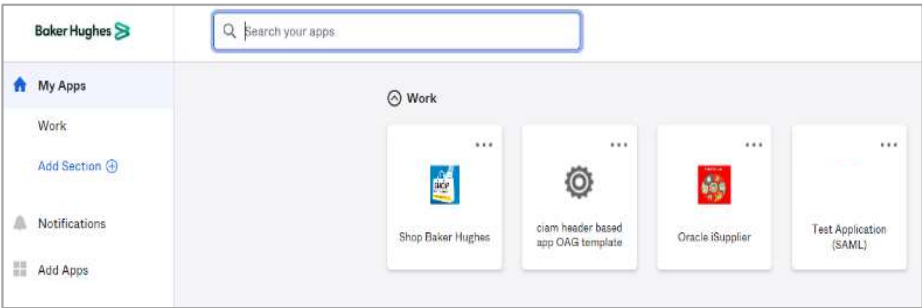 Baker Hughes
Search your apps
My Apps
Work
Add Section
Notifications
Add Apps
Work
Shop Baker Hughes
ciam header based
app OAG template
Oracle iSupplier
Test Application
(SAML)